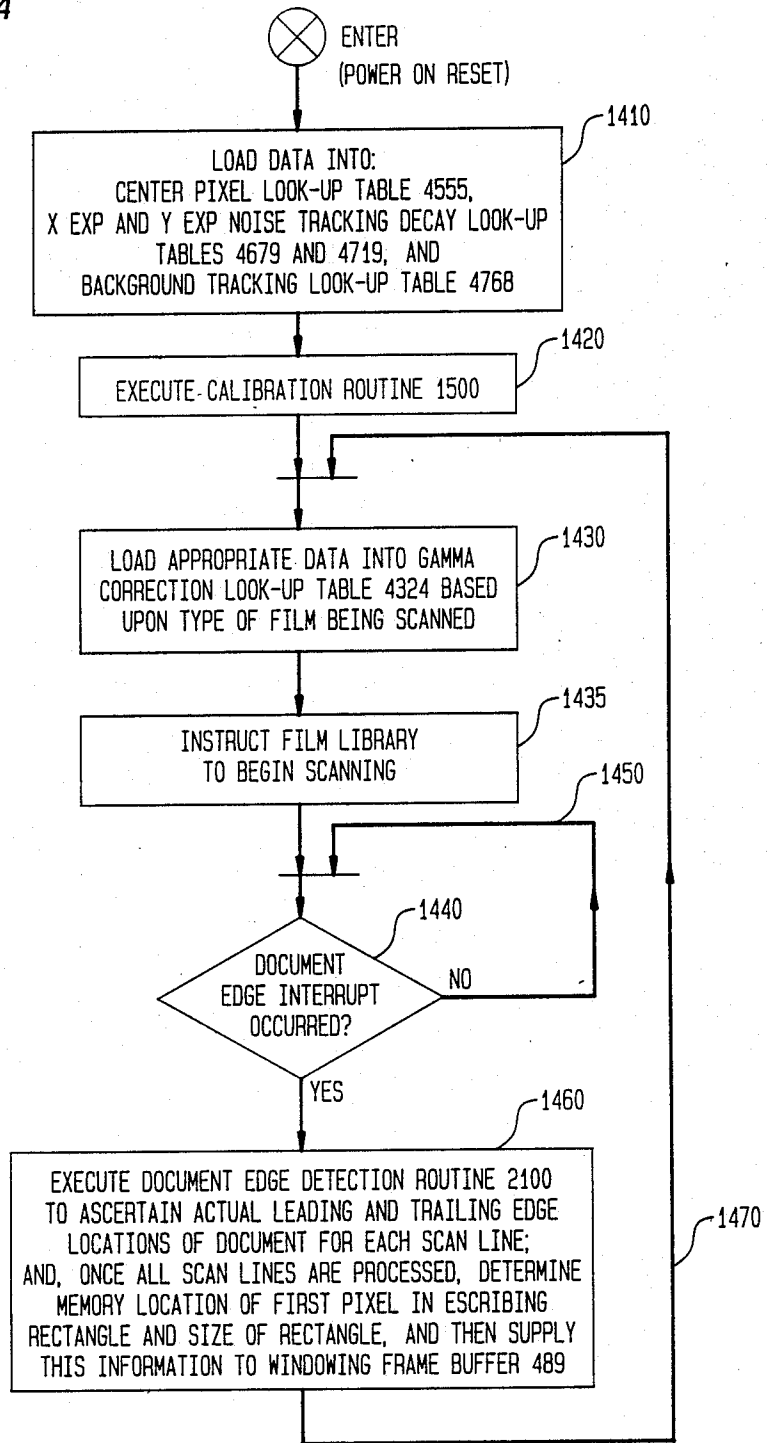 4
ENTER
(POWER ON RESET)
1410
LOAD DATA INTO:
CENTER PIXEL LOOK-UP TABLE 4555,
X EXP AND Y EXP NOISE TRACKING DECAY LOOK-UP
TABLES 4679 AND 4719, AND
BACKGROUND TRACKING LOOK-UP TABLE 4768
1420
EXECUTE CALIBRATION ROUTINE 1500
1430
LOAD APPROPRIATE DATA INTO GAMMA
CORRECTION LOOK-UP TABLE 4324 BASED
UPON TYPE OF FILM BEING SCANNED
1435
INSTRUCT FILM LIBRARY
TO BEGIN SCANNING
1450
1440
DOCUMENT
EDGE INTERRUPT
OCCURRED?
NO
YES
1460
EXECUTE DOCUMENT EDGE DETECTION ROUTINE 2100
TO ASCERTAIN ACTUAL LEADING AND TRAILING EDGE
LOCATIONS OF DOCUMENT FOR EACH SCAN LINE;
AND, ONCE ALL SCAN LINES ARE PROCESSED, DETERMINE
MEMORY LOCATION OF FIRST PIXEL IN ESCRIBING
RECTANGLE AND SIZE OF RECTANGLE, AND THEN SUPPLY
THIS INFORMATION TO WINDOWING FRAME BUFFER 489
1470